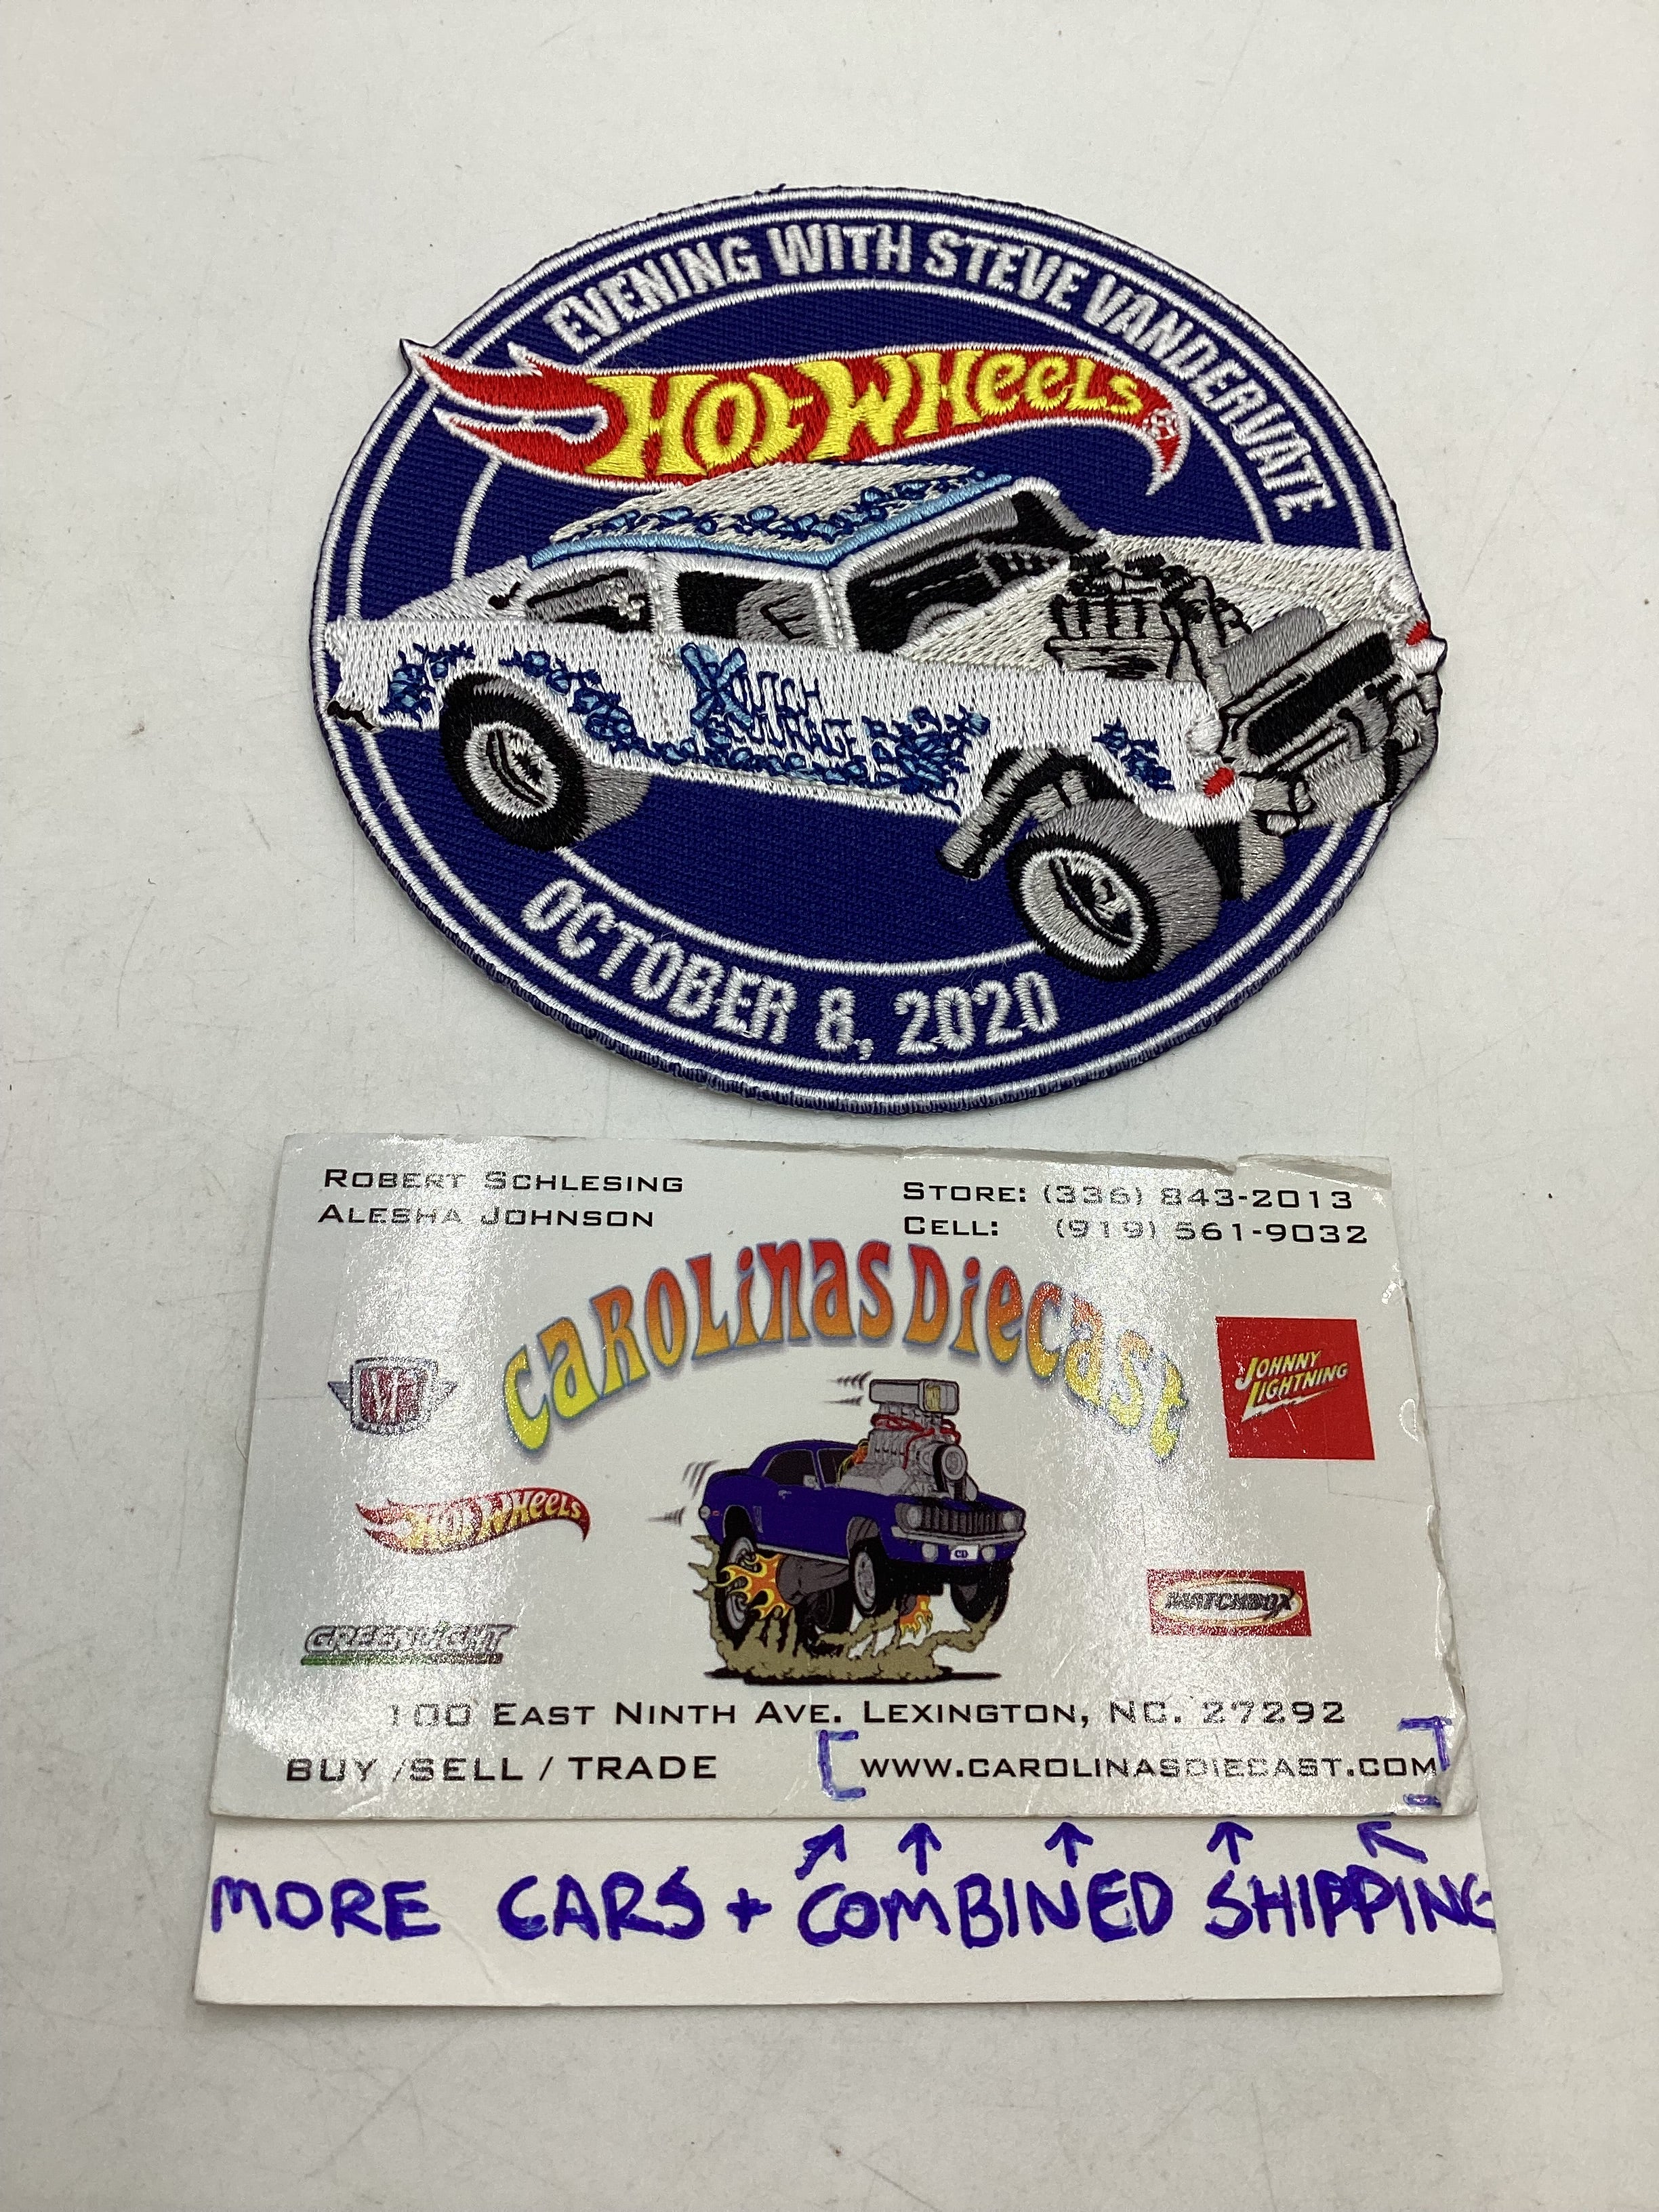 EVENING WITH STEVE VANDERVATE
HOT WHEELS
OCTOBER 8, 2020
ROBERT SCHLESING
ALESHA JOHNSON
STORE: (336) 843-2013
CELL: (919) 561-9032
CAROLINAS DIECAST
JOHNNY
LIGHTNING
HOT WHEELS
MATCHBOX
GREENLIGHT
CD
100 EAST NINTH AVE. LEXINGTON, NC. 27292
BUY /SELL / TRADE
[WWW.CAROLINASDIECAST.COM]
MORE CARS + COMBINED SHIPPING